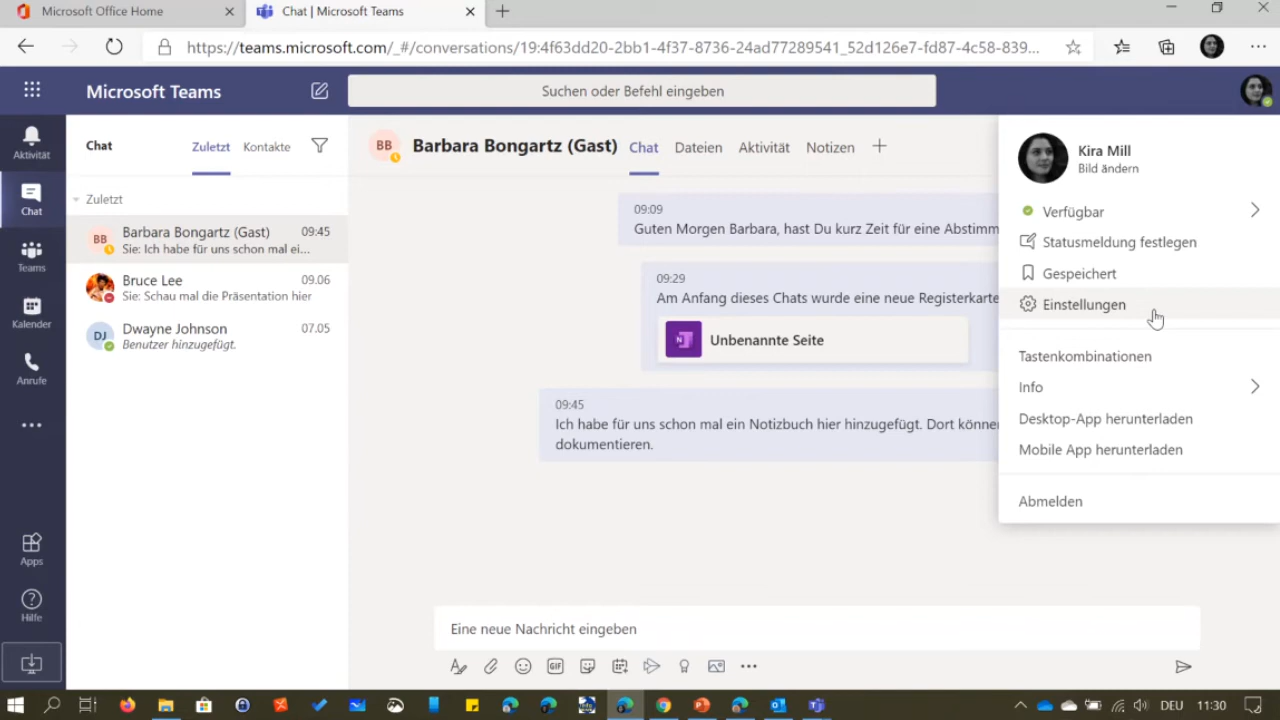 Microsoft Office Home
Chat | Microsoft Teams
https://teams.microsoft.com/_#/conversations/19:4f63dd20-2bb1-4f37-8736-24ad77289541_52d126e7-fd87-4c58-839...
Microsoft Teams
Suchen oder Befehl eingeben
Aktivität
Chat
Teams
Kalender
Anrufe
Apps
Hilfe
Chat
Zuletzt
Kontakte
Zuletzt
BB
Barbara Bongartz (Gast)
09:45
Sie: Ich habe für uns schon mal ei...
Bruce Lee
09.06
Sie: Schau mal die Präsentation hier
DJ
Dwayne Johnson
07.05
Benutzer hinzugefügt.
BB
Barbara Bongartz (Gast)
Chat
Dateien
Aktivität
Notizen
09:09
Guten Morgen Barbara, hast Du kurz Zeit für eine Abstimm
09:29
Am Anfang dieses Chats wurde eine neue Registerkarte
N
Unbenannte Seite
09:45
Ich habe für uns schon mal ein Notizbuch hier hinzugefügt. Dort könne
dokumentieren.
Eine neue Nachricht eingeben
GIF
Kira Mill
Bild ändern
Verfügbar
Statusmeldung festlegen
Gespeichert
Einstellungen
Tastenkombinationen
Info
Desktop-App herunterladen
Mobile App herunterladen
Abmelden
DEU
11:30